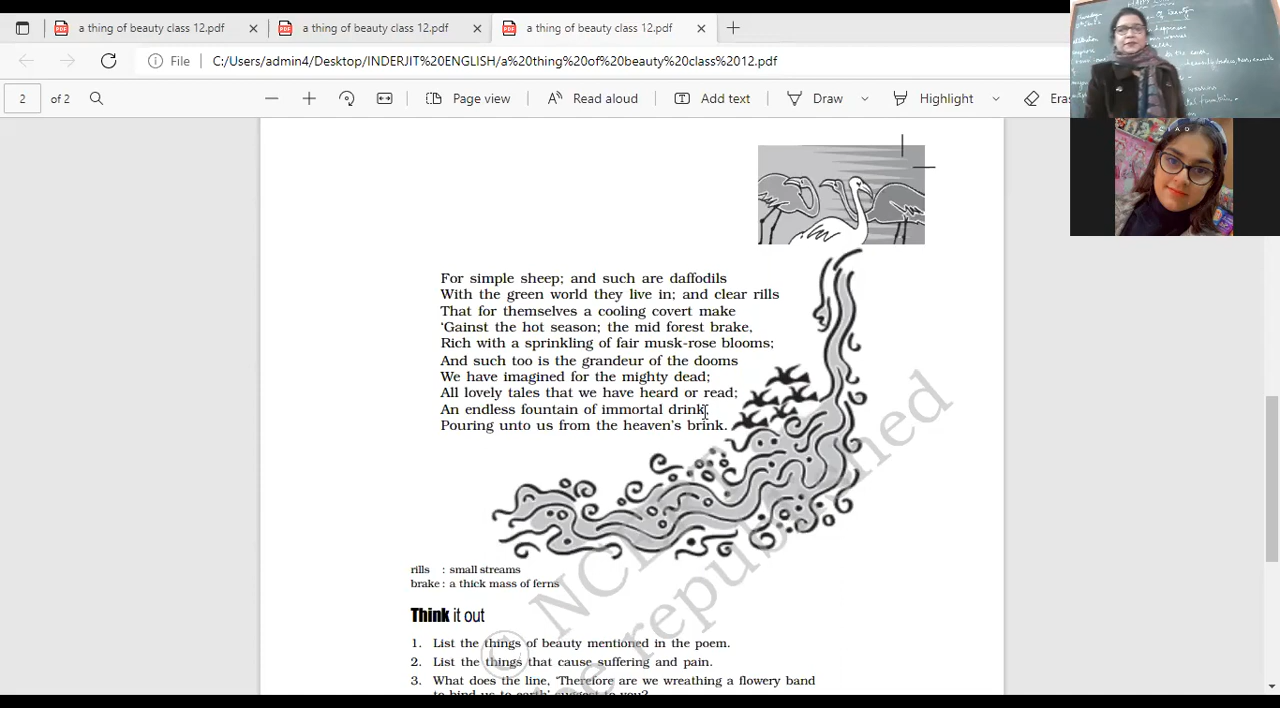 a thing of beauty class 12.pdf
a thing of beauty class 12.pdf
a thing of beauty class 12.pdf
File C:/Users/admin4/Desktop/INDERJIT%20ENGLISH/a%20thing%20of%20beauty%20class%2012.pdf
2 of 2 Page view Read aloud Add text Draw Highlight Eras
For simple sheep; and such are daffodils
With the green world they live in; and clear rills
That for themselves a cooling covert make
‘Gainst the hot season; the mid forest brake,
Rich with a sprinkling of fair musk-rose blooms;
And such too is the grandeur of the dooms
We have imagined for the mighty dead;
All lovely tales that we have heard or read;
An endless fountain of immortal drink,
Pouring unto us from the heaven's brink.
rills : small streams
brake : a thick mass of ferns
Think it out
1. List the things of beauty mentioned in the poem.
2. List the things that cause suffering and pain.
3. What does the line, ‘Therefore are we wreathing a flowery band
to bind us to earth’ suggest to you?
© NCERT
be republished
CIAO